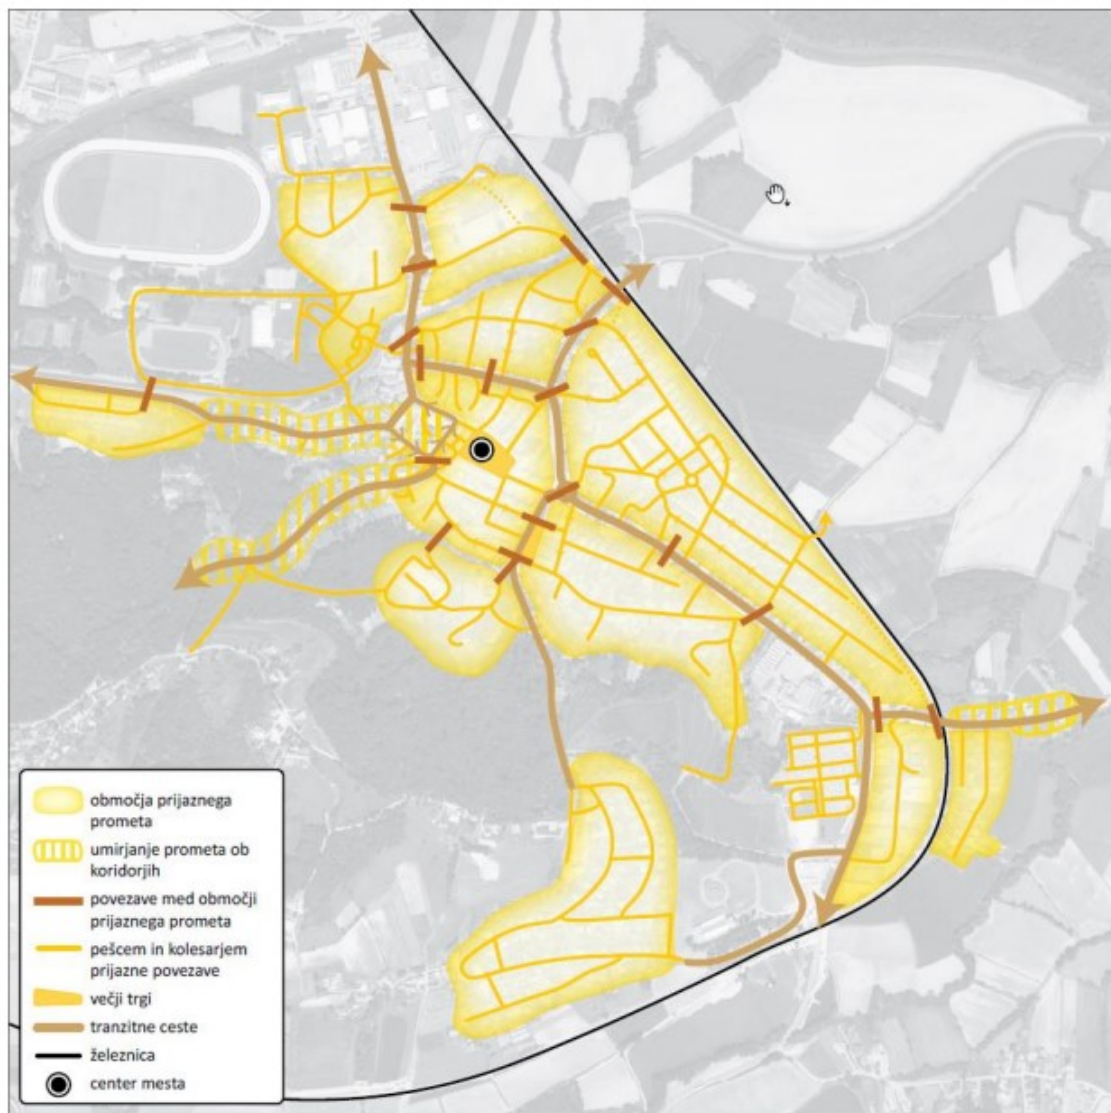 območja prijaznega
prometa
umirjanje prometa ob
koridorjih
povezave med območji
prijaznega prometa
pešcem in kolesarjem
prijazne povezave
večji trgi
tranzitne ceste
železnica
center mesta